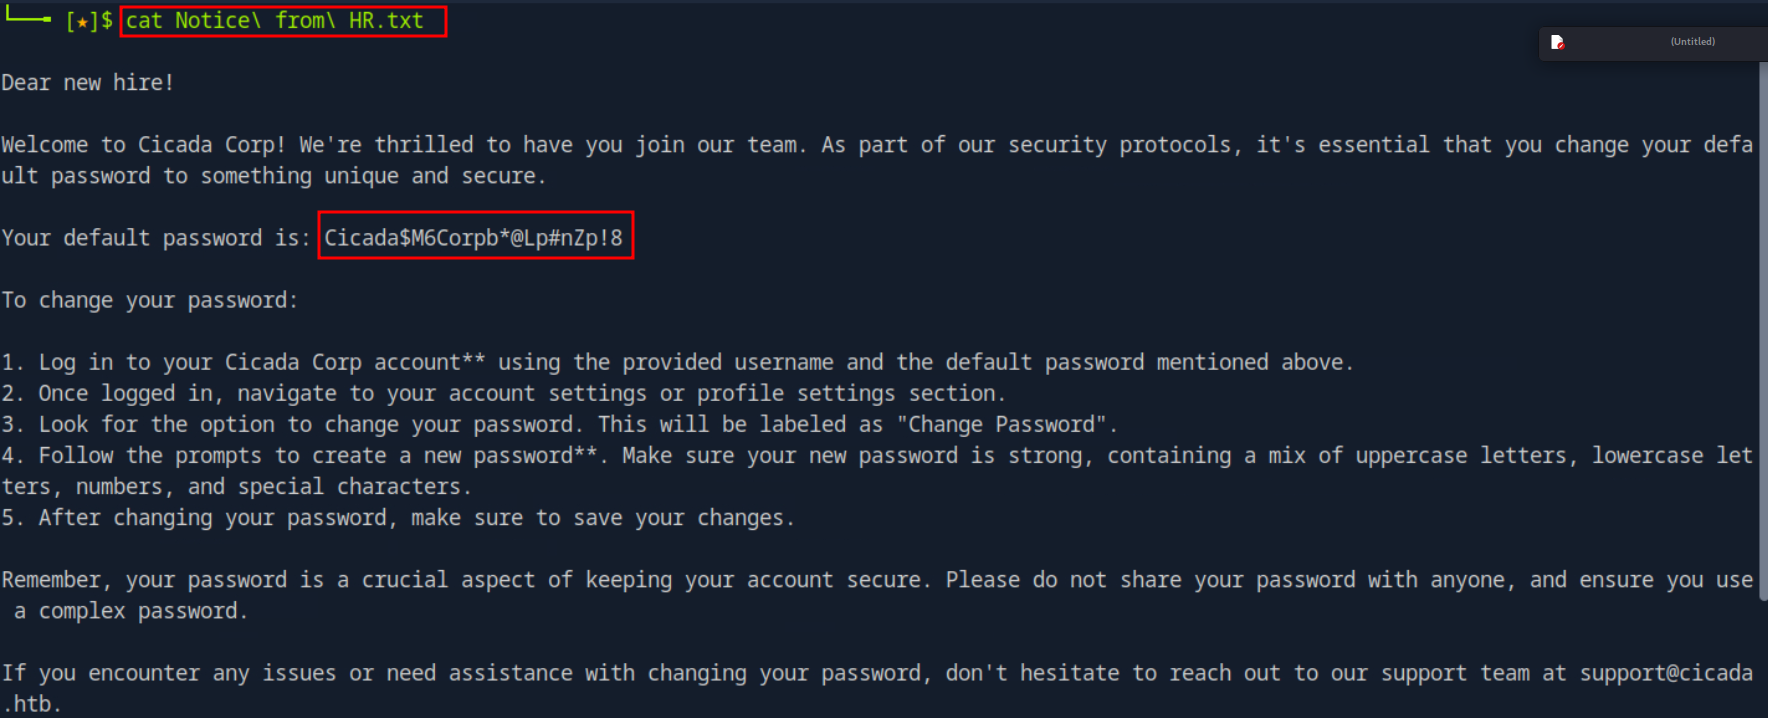 [★]$ cat Notice\ from\ HR.txt
(Untitled)
Dear new hire!
Welcome to Cicada Corp! We're thrilled to have you join our team. As part of our security protocols, it's essential that you change your defa
ult password to something unique and secure.
Your default password is: Cicada$M6Corpb*@Lp#nZp!8
To change your password:
1. Log in to your Cicada Corp account** using the provided username and the default password mentioned above.
2. Once logged in, navigate to your account settings or profile settings section.
3. Look for the option to change your password. This will be labeled as "Change Password".
4. Follow the prompts to create a new password**. Make sure your new password is strong, containing a mix of uppercase letters, lowercase let
ters, numbers, and special characters.
5. After changing your password, make sure to save your changes.
Remember, your password is a crucial aspect of keeping your account secure. Please do not share your password with anyone, and ensure you use
 a complex password.
If you encounter any issues or need assistance with changing your password, don't hesitate to reach out to our support team at support@cicada
.htb.